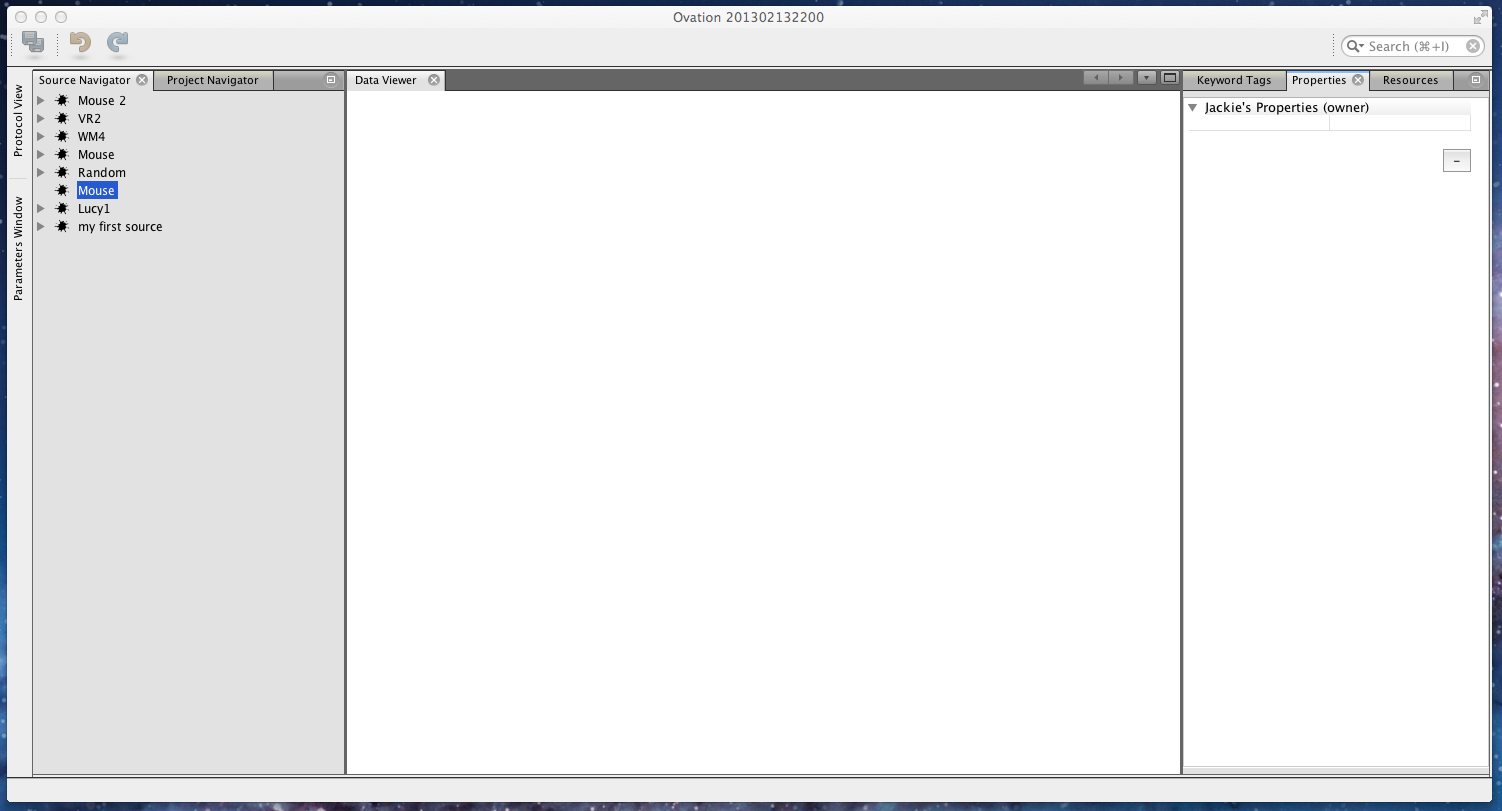 Ovation 201302132200
Search (⌘+I)
Source Navigator
Project Navigator
Data Viewer
Keyword Tags
Properties
Resources
Protocol View
Parameters Window
Mouse 2
VR2
WM4
Mouse
Random
Mouse
Lucy1
my first source
Jackie's Properties (owner)
–